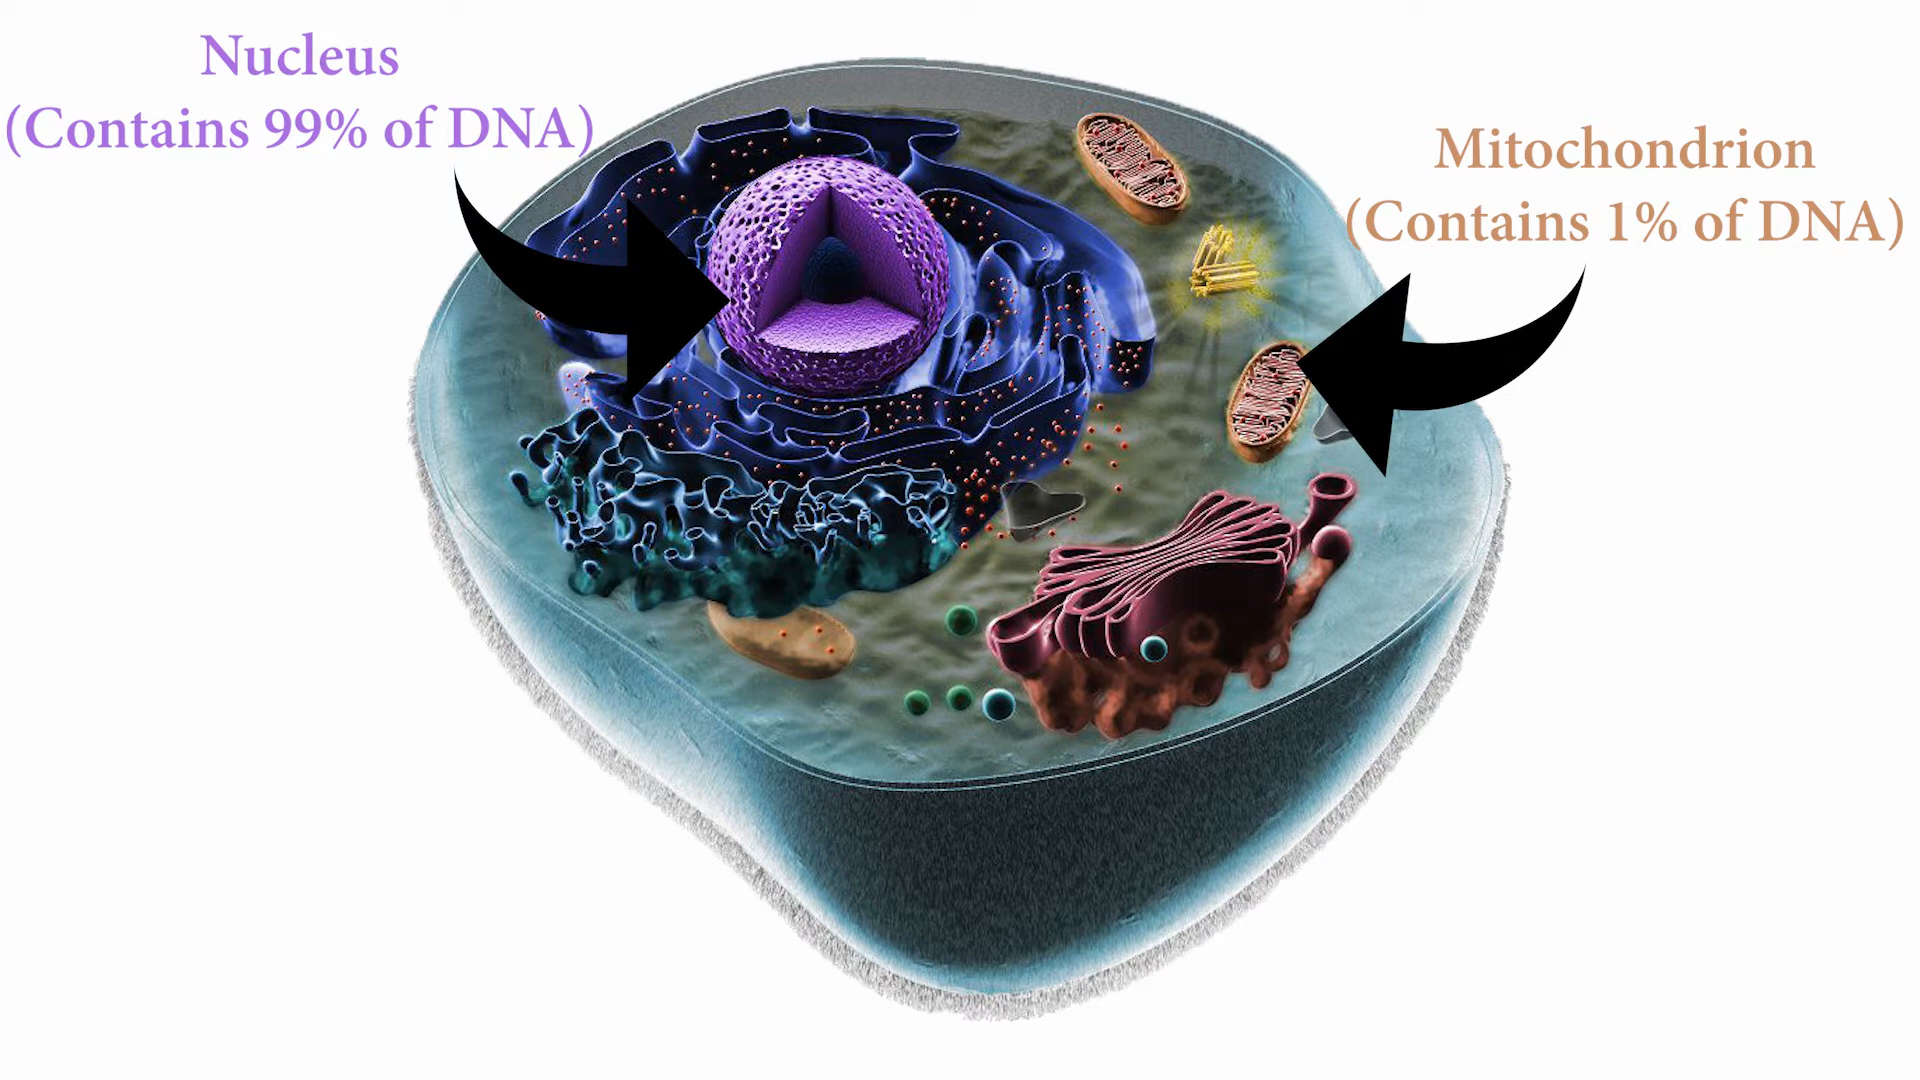 Nucleus
(Contains 99% of DNA)
Mitochondrion
(Contains 1% of DNA)